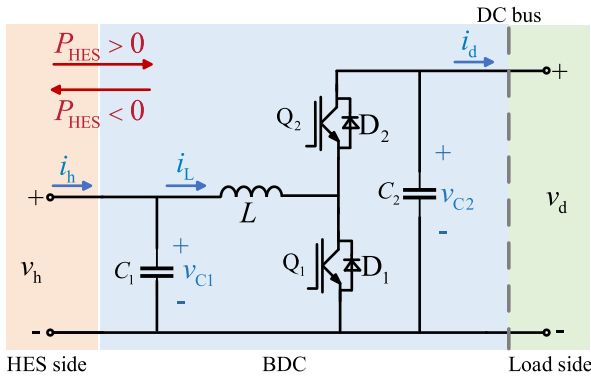 DC bus
P_HES > 0
i_d
+
P_HES < 0
Q_2
D_2
i_h
i_L
+
+
L
C_2
v_C2
v_d
-
+
v_h
C_1
v_C1
Q_1
D_1
-
-
-
HES side
BDC
Load side